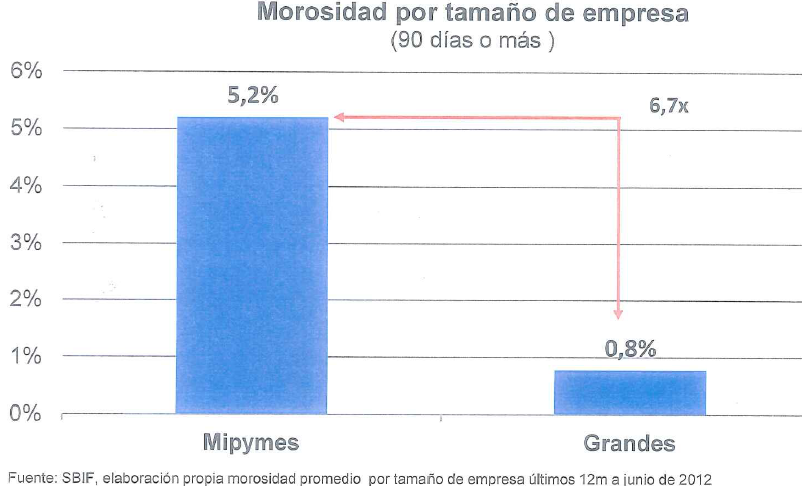 Morosidad por tamaño de empresa
(90 días o más )
6%
5,2%
6,7x
5%
4%
3%
2%
1%
0,8%
0%
Mipymes
Grandes
Fuente: SBIF, elaboración propia morosidad promedio por tamaño de empresa últimos 12m a junio de 2012